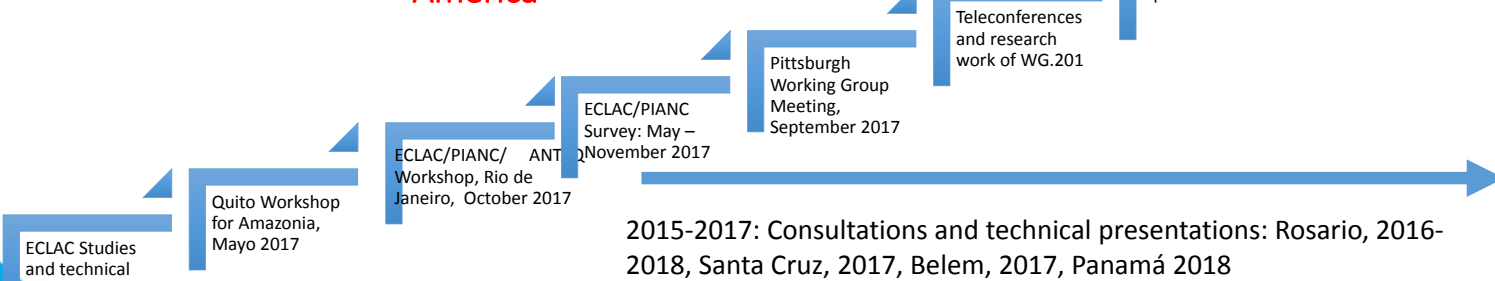 America
Teleconferences
and research
work of WG.201
Pittsburgh
Working Group
Meeting,
September 2017
ECLAC/PIANC
Survey: May –
November 2017
ECLAC/PIANC/ ANTAQ
Workshop, Rio de
Janeiro, October 2017
Quito Workshop
for Amazonia,
Mayo 2017
ECLAC Studies
and technical
2015-2017: Consultations and technical presentations: Rosario, 2016-
2018, Santa Cruz, 2017, Belem, 2017, Panamá 2018